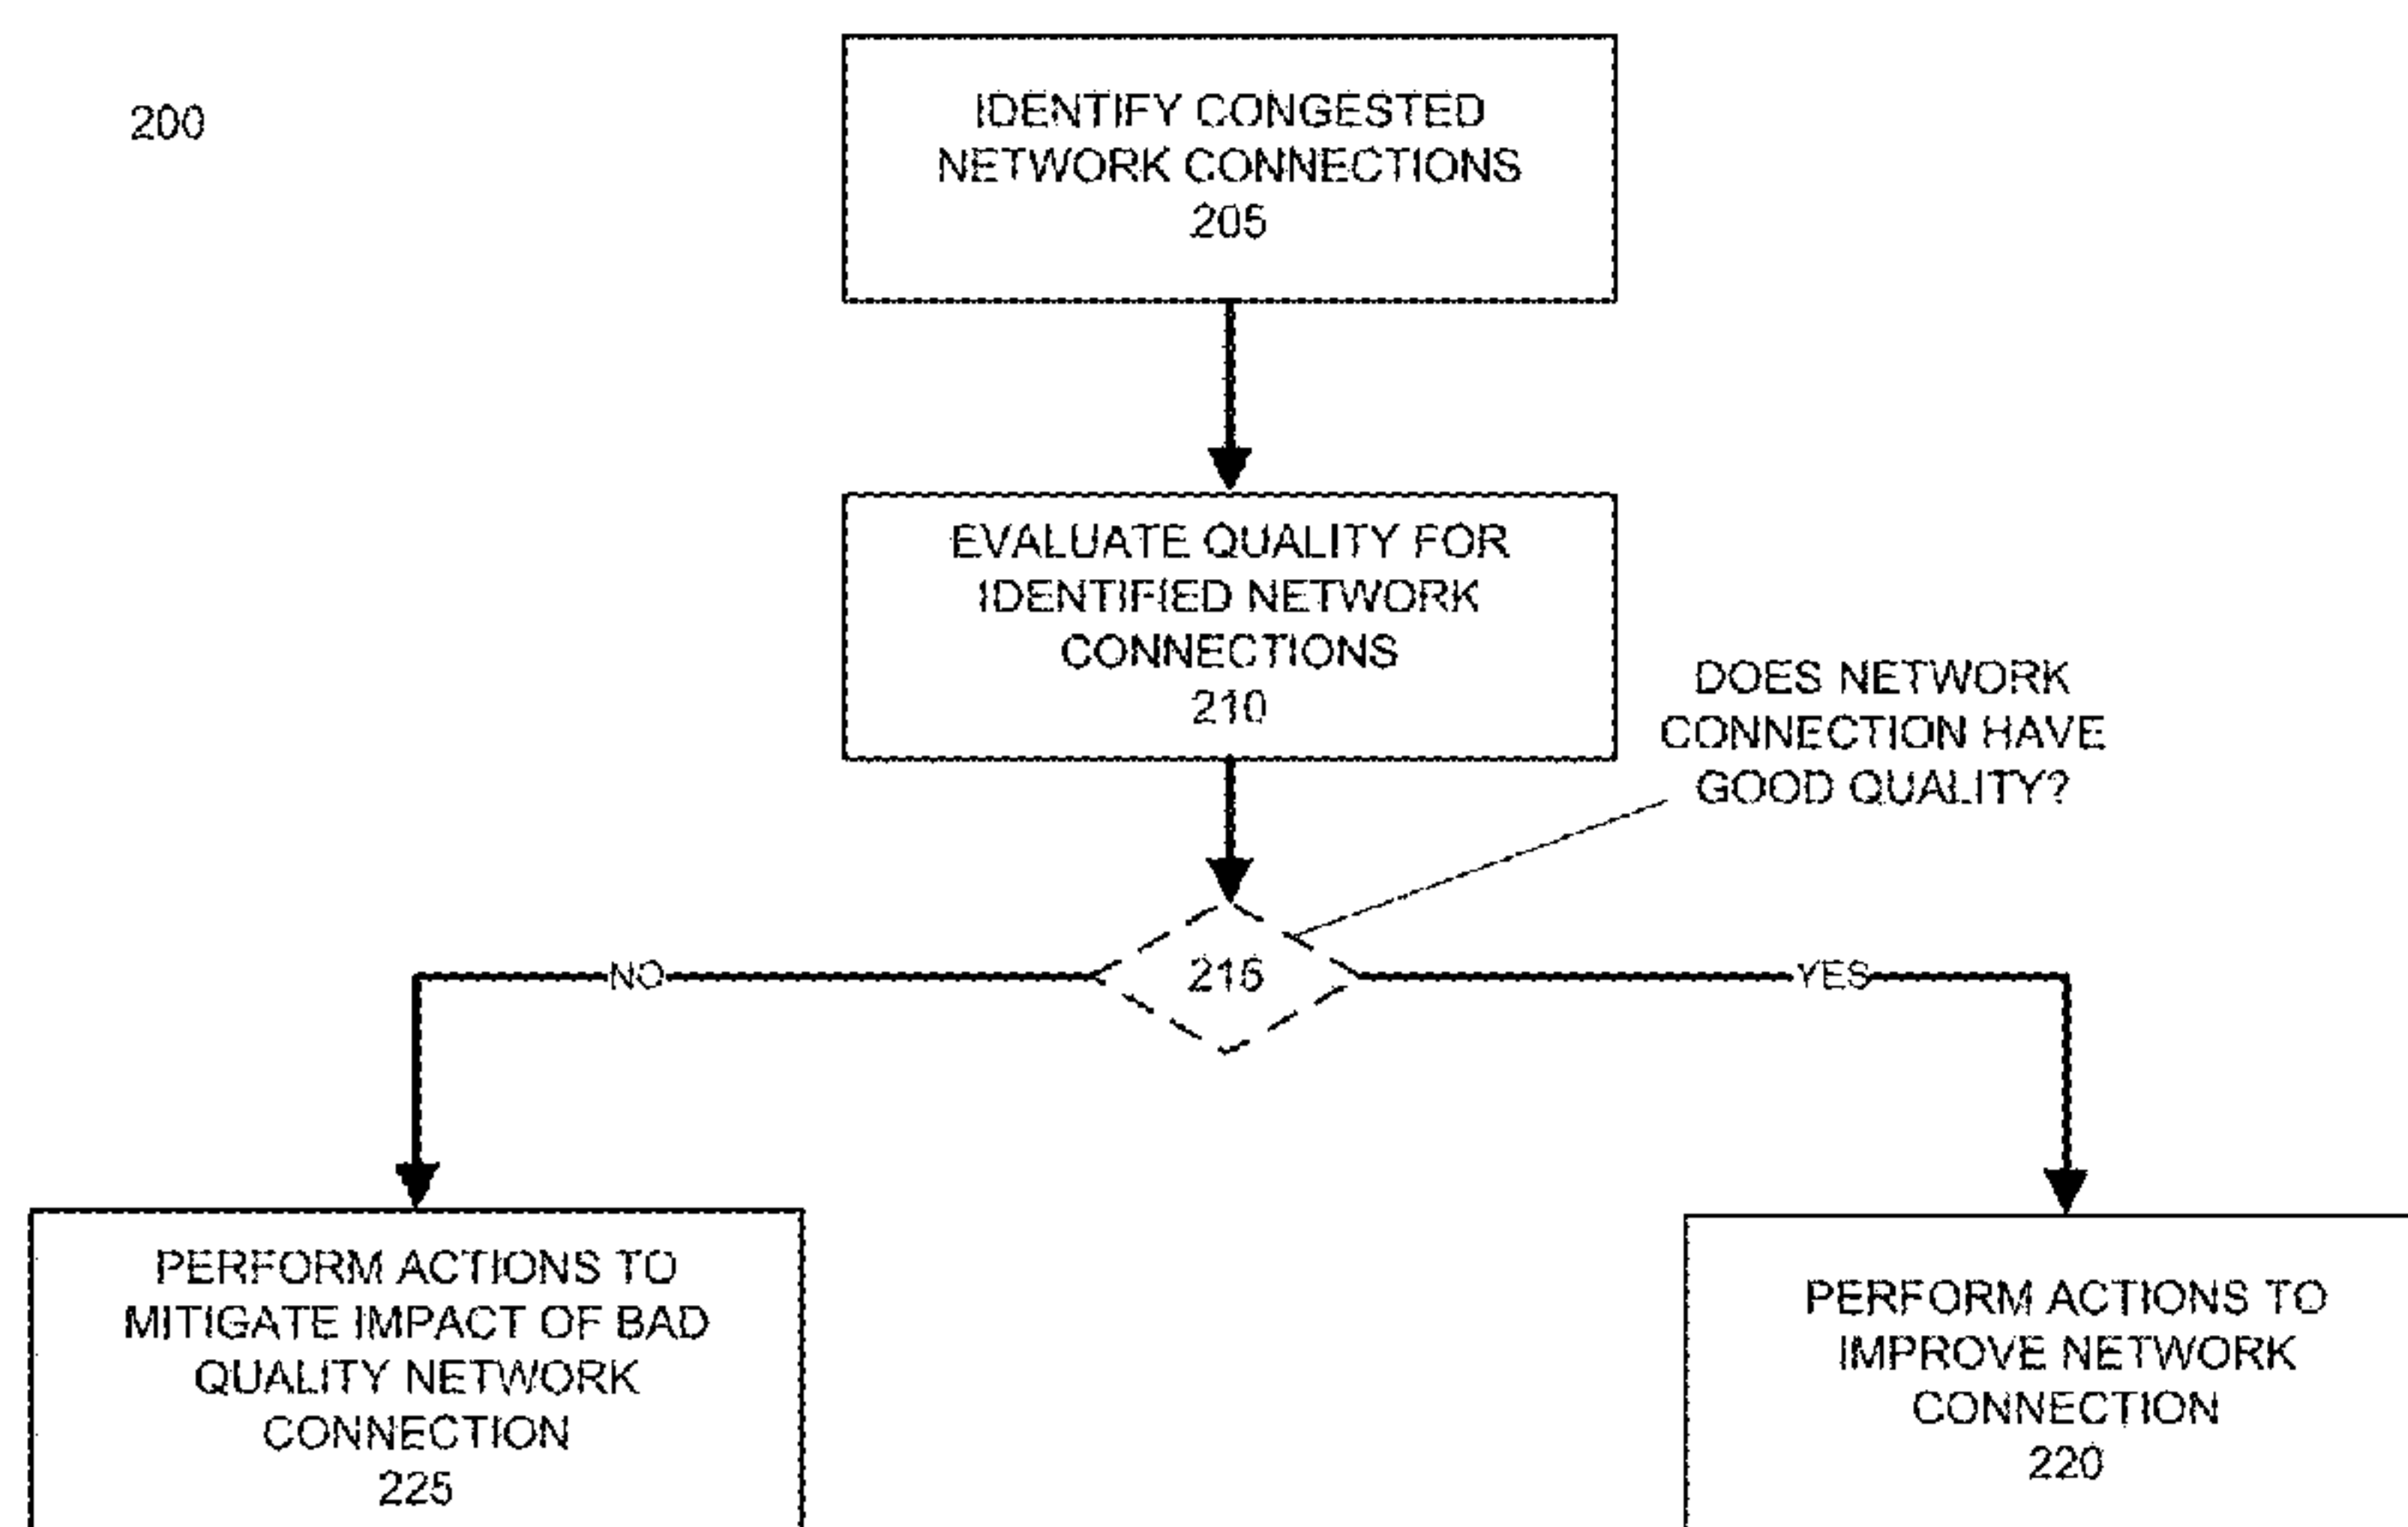 200
IDENTIFY CONGESTED
NETWORK CONNECTIONS
205
EVALUATE QUALITY FOR
IDENTIFIED NETWORK
CONNECTIONS
210
DOES NETWORK
CONNECTION HAVE
GOOD QUALITY?
215
NO
YES
PERFORM ACTIONS TO
MITIGATE IMPACT OF BAD
QUALITY NETWORK
CONNECTION
225
PERFORM ACTIONS TO
IMPROVE NETWORK
CONNECTION
220